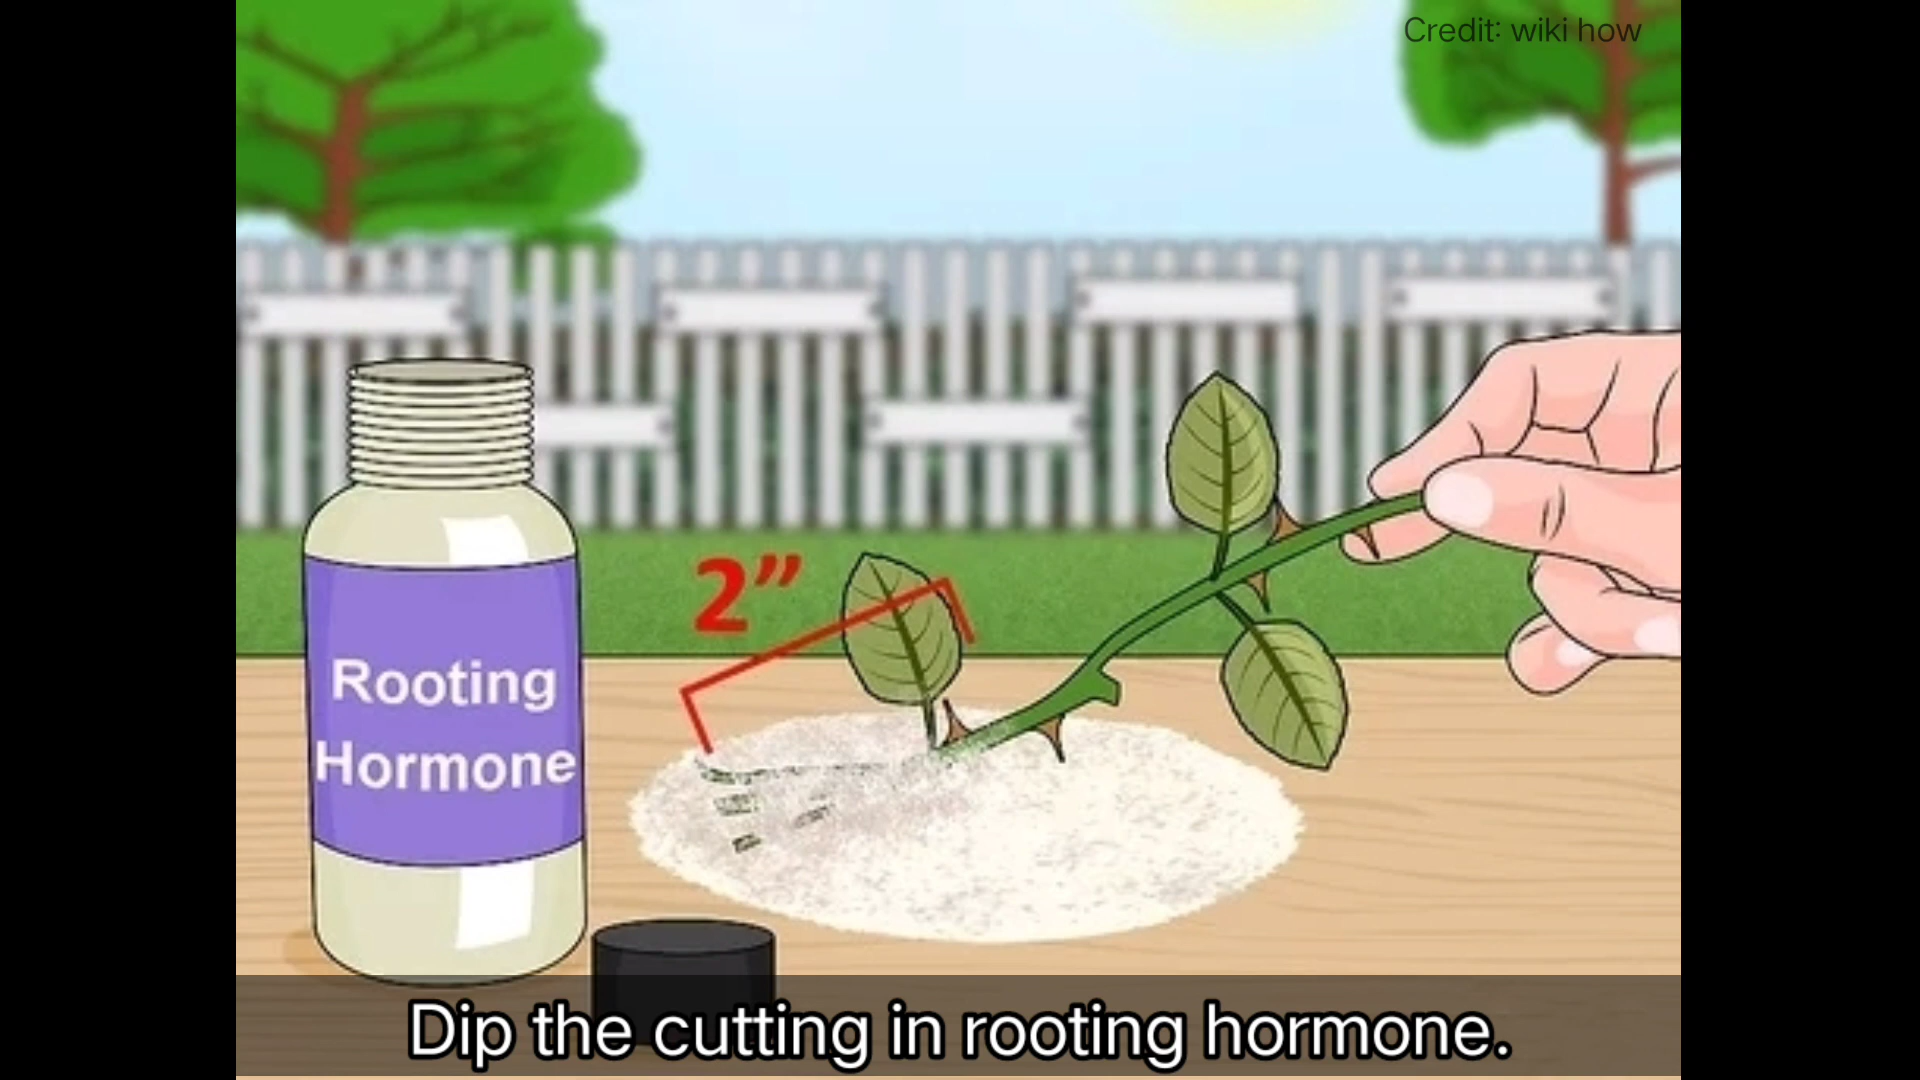 Credit: wiki how
2”
Rooting
Hormone
Dip the cutting in rooting hormone.